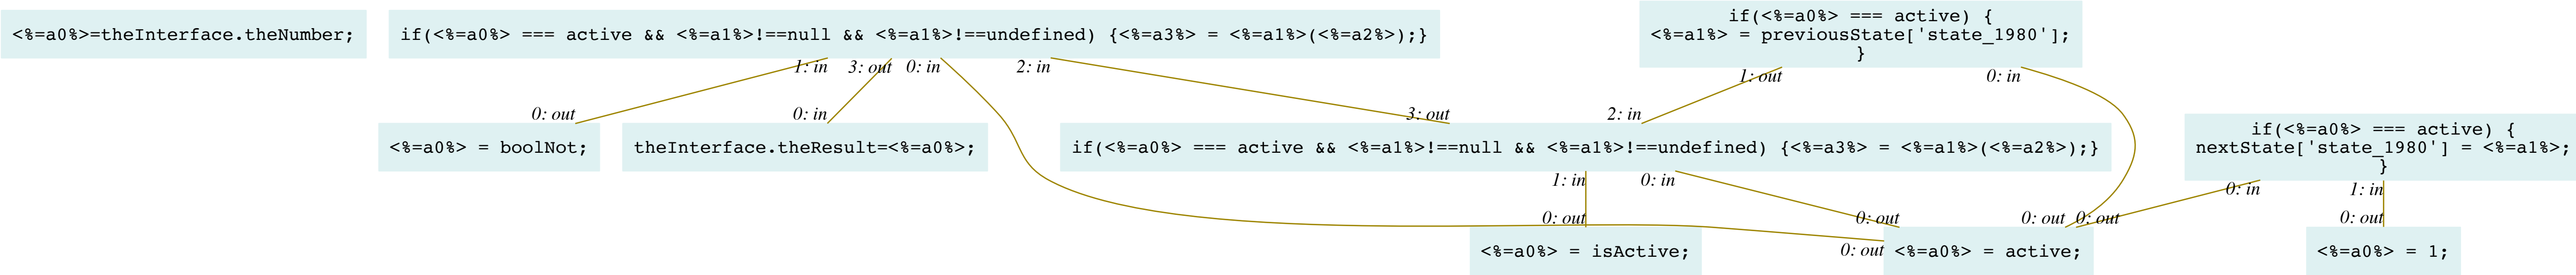 <%=a0%>=theInterface.theNumber;
if(<%=a0%> === active && <%=a1%>!==null && <%=a1%>!==undefined) {<%=a3%> = <%=a1%>(<%=a2%>);}
if(<%=a0%> === active) {
<%=a1%> = previousState['state_1980'];
}
1: in
3: out
0: in
2: in
1: out
0: in
0: out
0: in
3: out
2: in
<%=a0%> = boolNot;
theInterface.theResult=<%=a0%>;
if(<%=a0%> === active && <%=a1%>!==null && <%=a1%>!==undefined) {<%=a3%> = <%=a1%>(<%=a2%>);}
if(<%=a0%> === active) {
nextState['state_1980'] = <%=a1%>;
}
1: in
0: in
0: in
1: in
0: out
0: out
0: out
0: out
0: out
0: out
<%=a0%> = isActive;
<%=a0%> = active;
<%=a0%> = 1;